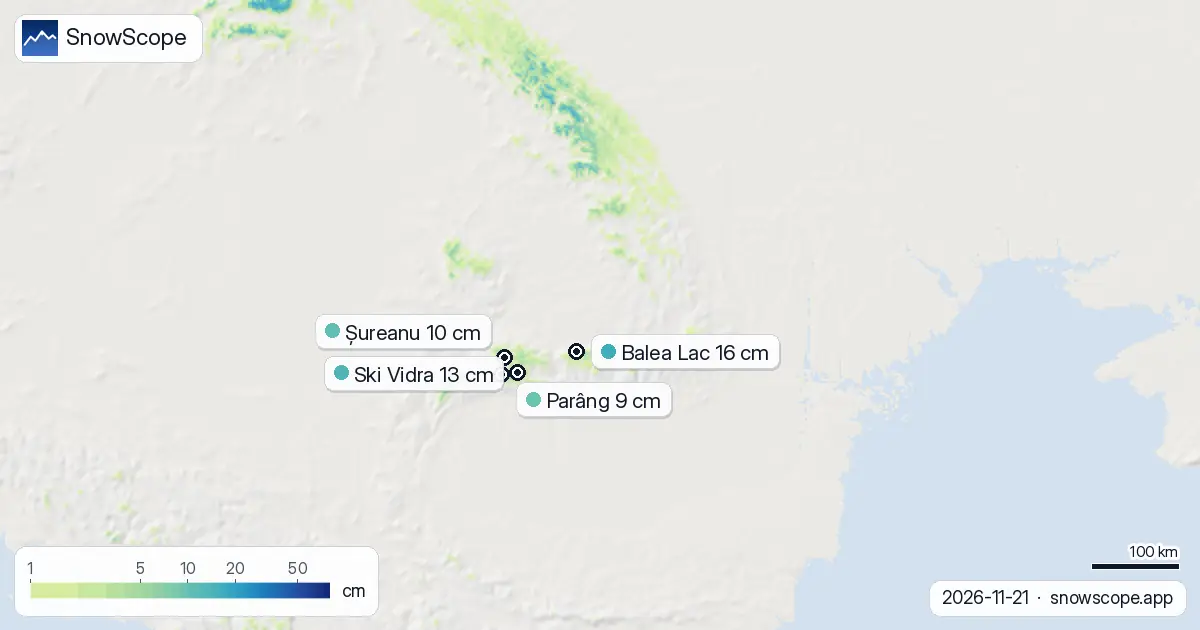 SnowScope
Șureanu 10 cm
Balea Lac 16 cm
Ski Vidra 13 cm
Parâng 9 cm
1 5 10 20 50
cm
100 km
2026-11-21 · snowscope.app